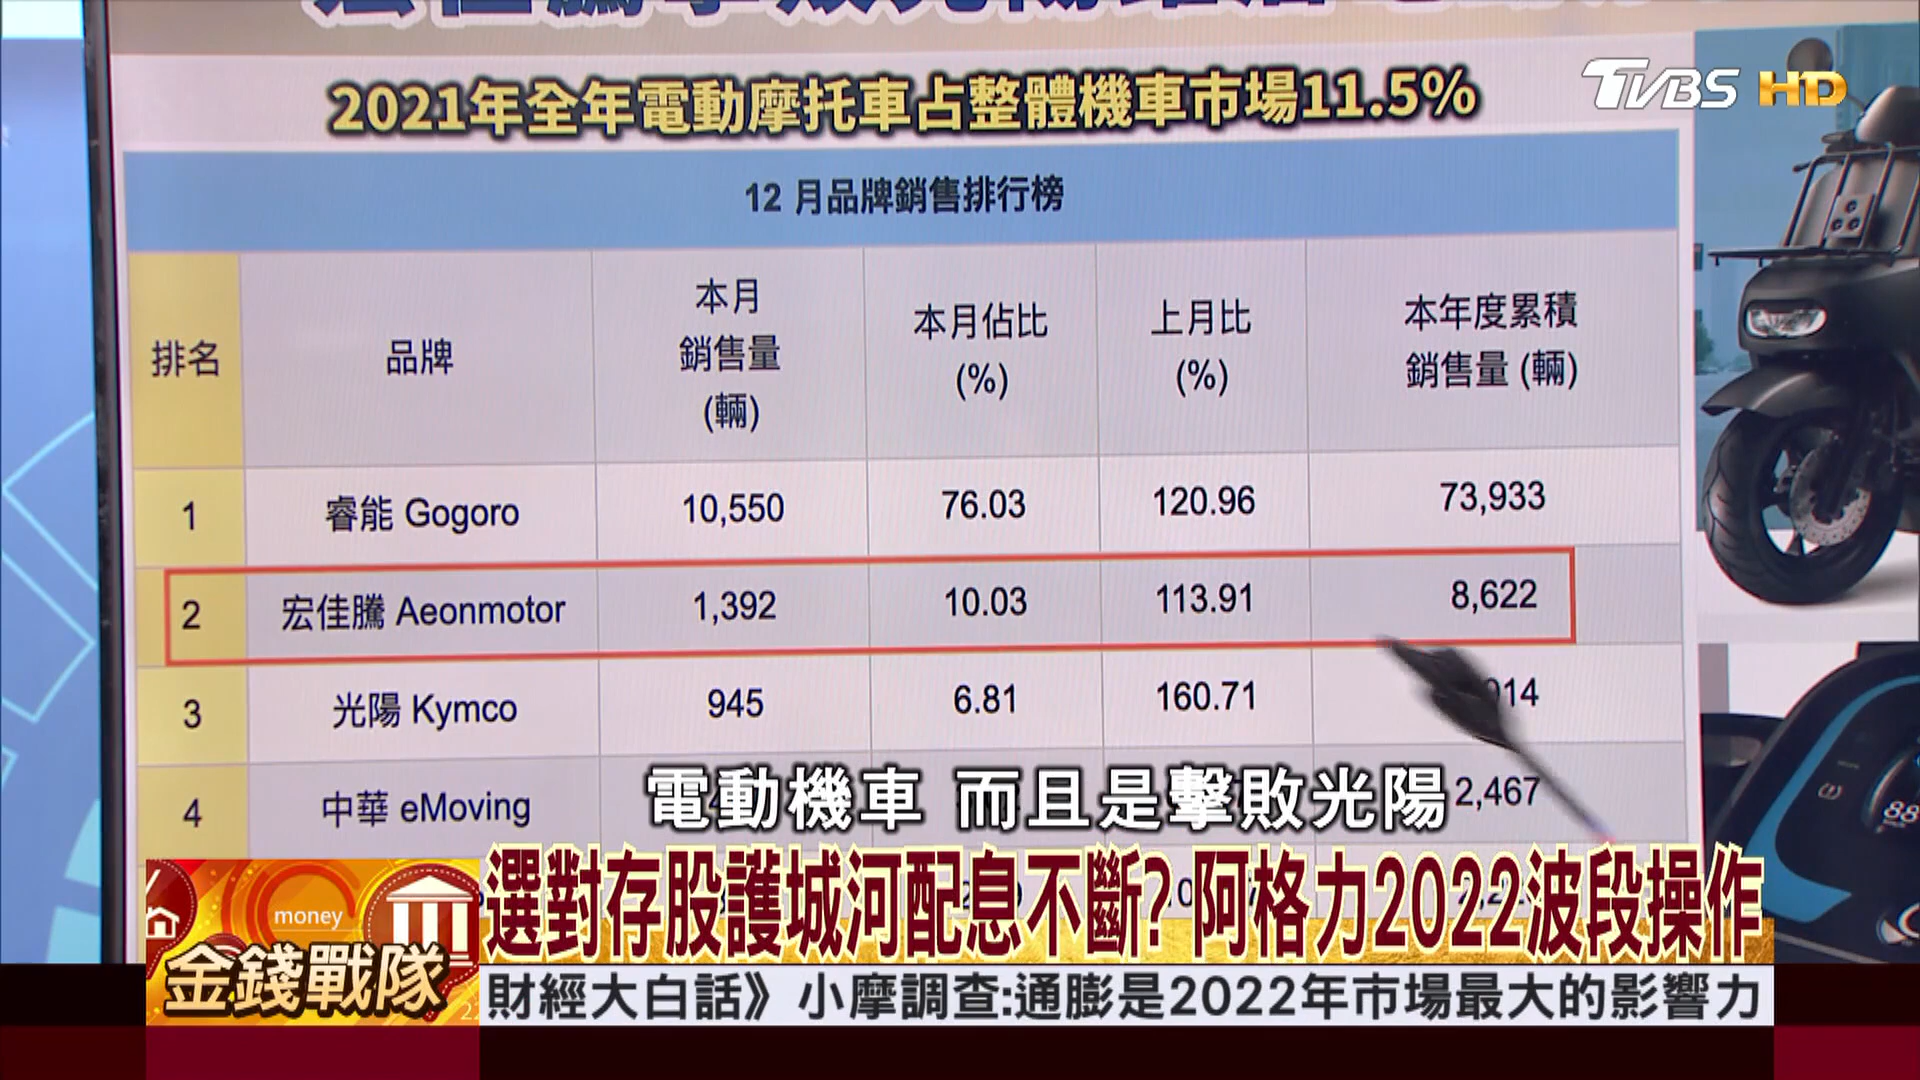 TVBS HD
2021年全年電動摩托車占整體機車市場11.5%
12 月品牌銷售排行榜
排名 品牌 本月銷售量(輛) 本月佔比(%) 上月比(%) 本年度累積銷售量 (輛)
1 睿能 Gogoro 10,550 76.03 120.96 73,933
2 宏佳騰 Aeonmotor 1,392 10.03 113.91 8,622
3 光陽 Kymco 945 6.81 160.71
4 中華 eMoving 2,467
電動機車 而且是擊敗光陽
money
選對存股護城河配息不斷? 阿格力2022波段操作
金錢戰隊
財經大白話》小摩調查:通膨是2022年市場最大的影響力